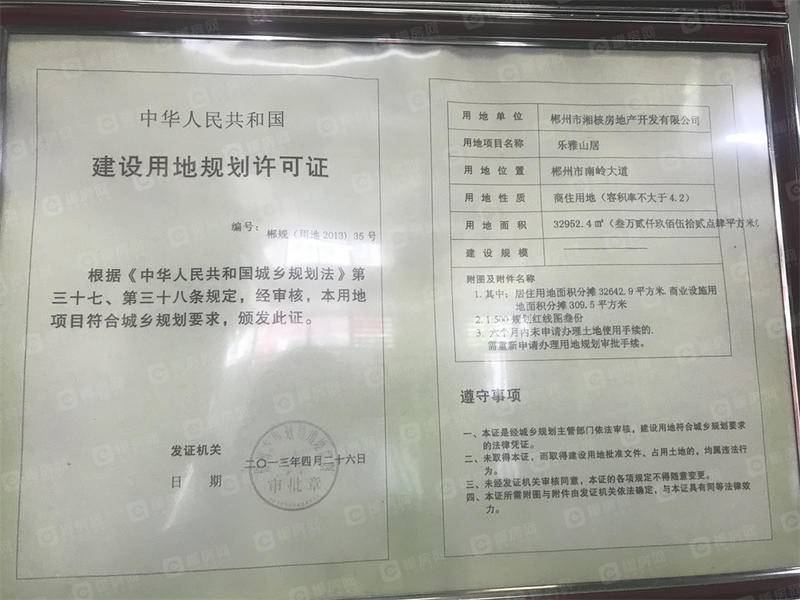 中华人民共和国
建设用地规划许可证
编号：
郴规（用地2013）35号
根据《中华人民共和国城乡规划法》第
三十七、第三十八条规定，经审核，本用地
项目符合城乡规划要求，颁发此证。
发证机关
日 期
二〇一三年四月二十六日
审批章
用地单位 郴州市湘核房地产开发有限公司
用地项目名称 乐雅山居
用地位置 郴州市南岭大道
用地性质 商住用地（容积率不大于4.2）
用地面积 32952.4㎡（叁万贰仟玖佰伍拾贰点肆平方米）
建设规模
附图及附件名称
1.其中：居住用地面积分摊32642.9平方米.商业设施用
地面积分摊309.5平方米
2.1:500规划红线图叁份
3.六个月内未申请办理土地使用手续的.
需重新申请办理用地规划审批手续。
遵守事项
一、本证是经城乡规划主管部门依法审核，建设用地符合城乡规划要求
的法律凭证。
二、未取得本证，而取得建设用地批准文件、占用土地的，均属违法行
为。
三、未经发证机关审核同意，本证的各项规定不得随意变更。
四、本证所需附图与附件由发证机关依法确定，与本证具有同等法律效
力。